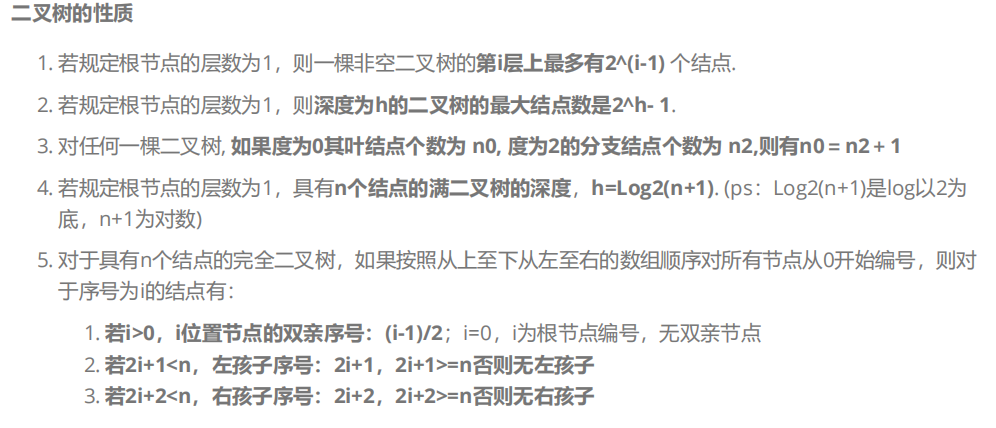 二叉树的性质
1. 若规定根节点的层数为1，则一棵非空二叉树的第i层上最多有2^(i-1) 个结点.
2. 若规定根节点的层数为1，则深度为h的二叉树的最大结点数是2^h- 1.
3. 对任何一棵二叉树, 如果度为0其叶结点个数为 n0, 度为2的分支结点个数为 n2,则有n0＝n2＋1
4. 若规定根节点的层数为1，具有n个结点的满二叉树的深度，h=Log2(n+1). (ps：Log2(n+1)是log以2为
底，n+1为对数)
5. 对于具有n个结点的完全二叉树，如果按照从上至下从左至右的数组顺序对所有节点从0开始编号，则对
于序号为i的结点有：
1. 若i>0，i位置节点的双亲序号：(i-1)/2；i=0，i为根节点编号，无双亲节点
2. 若2i+1<n，左孩子序号：2i+1，2i+1>=n否则无左孩子
3. 若2i+2<n，右孩子序号：2i+2，2i+2>=n否则无右孩子